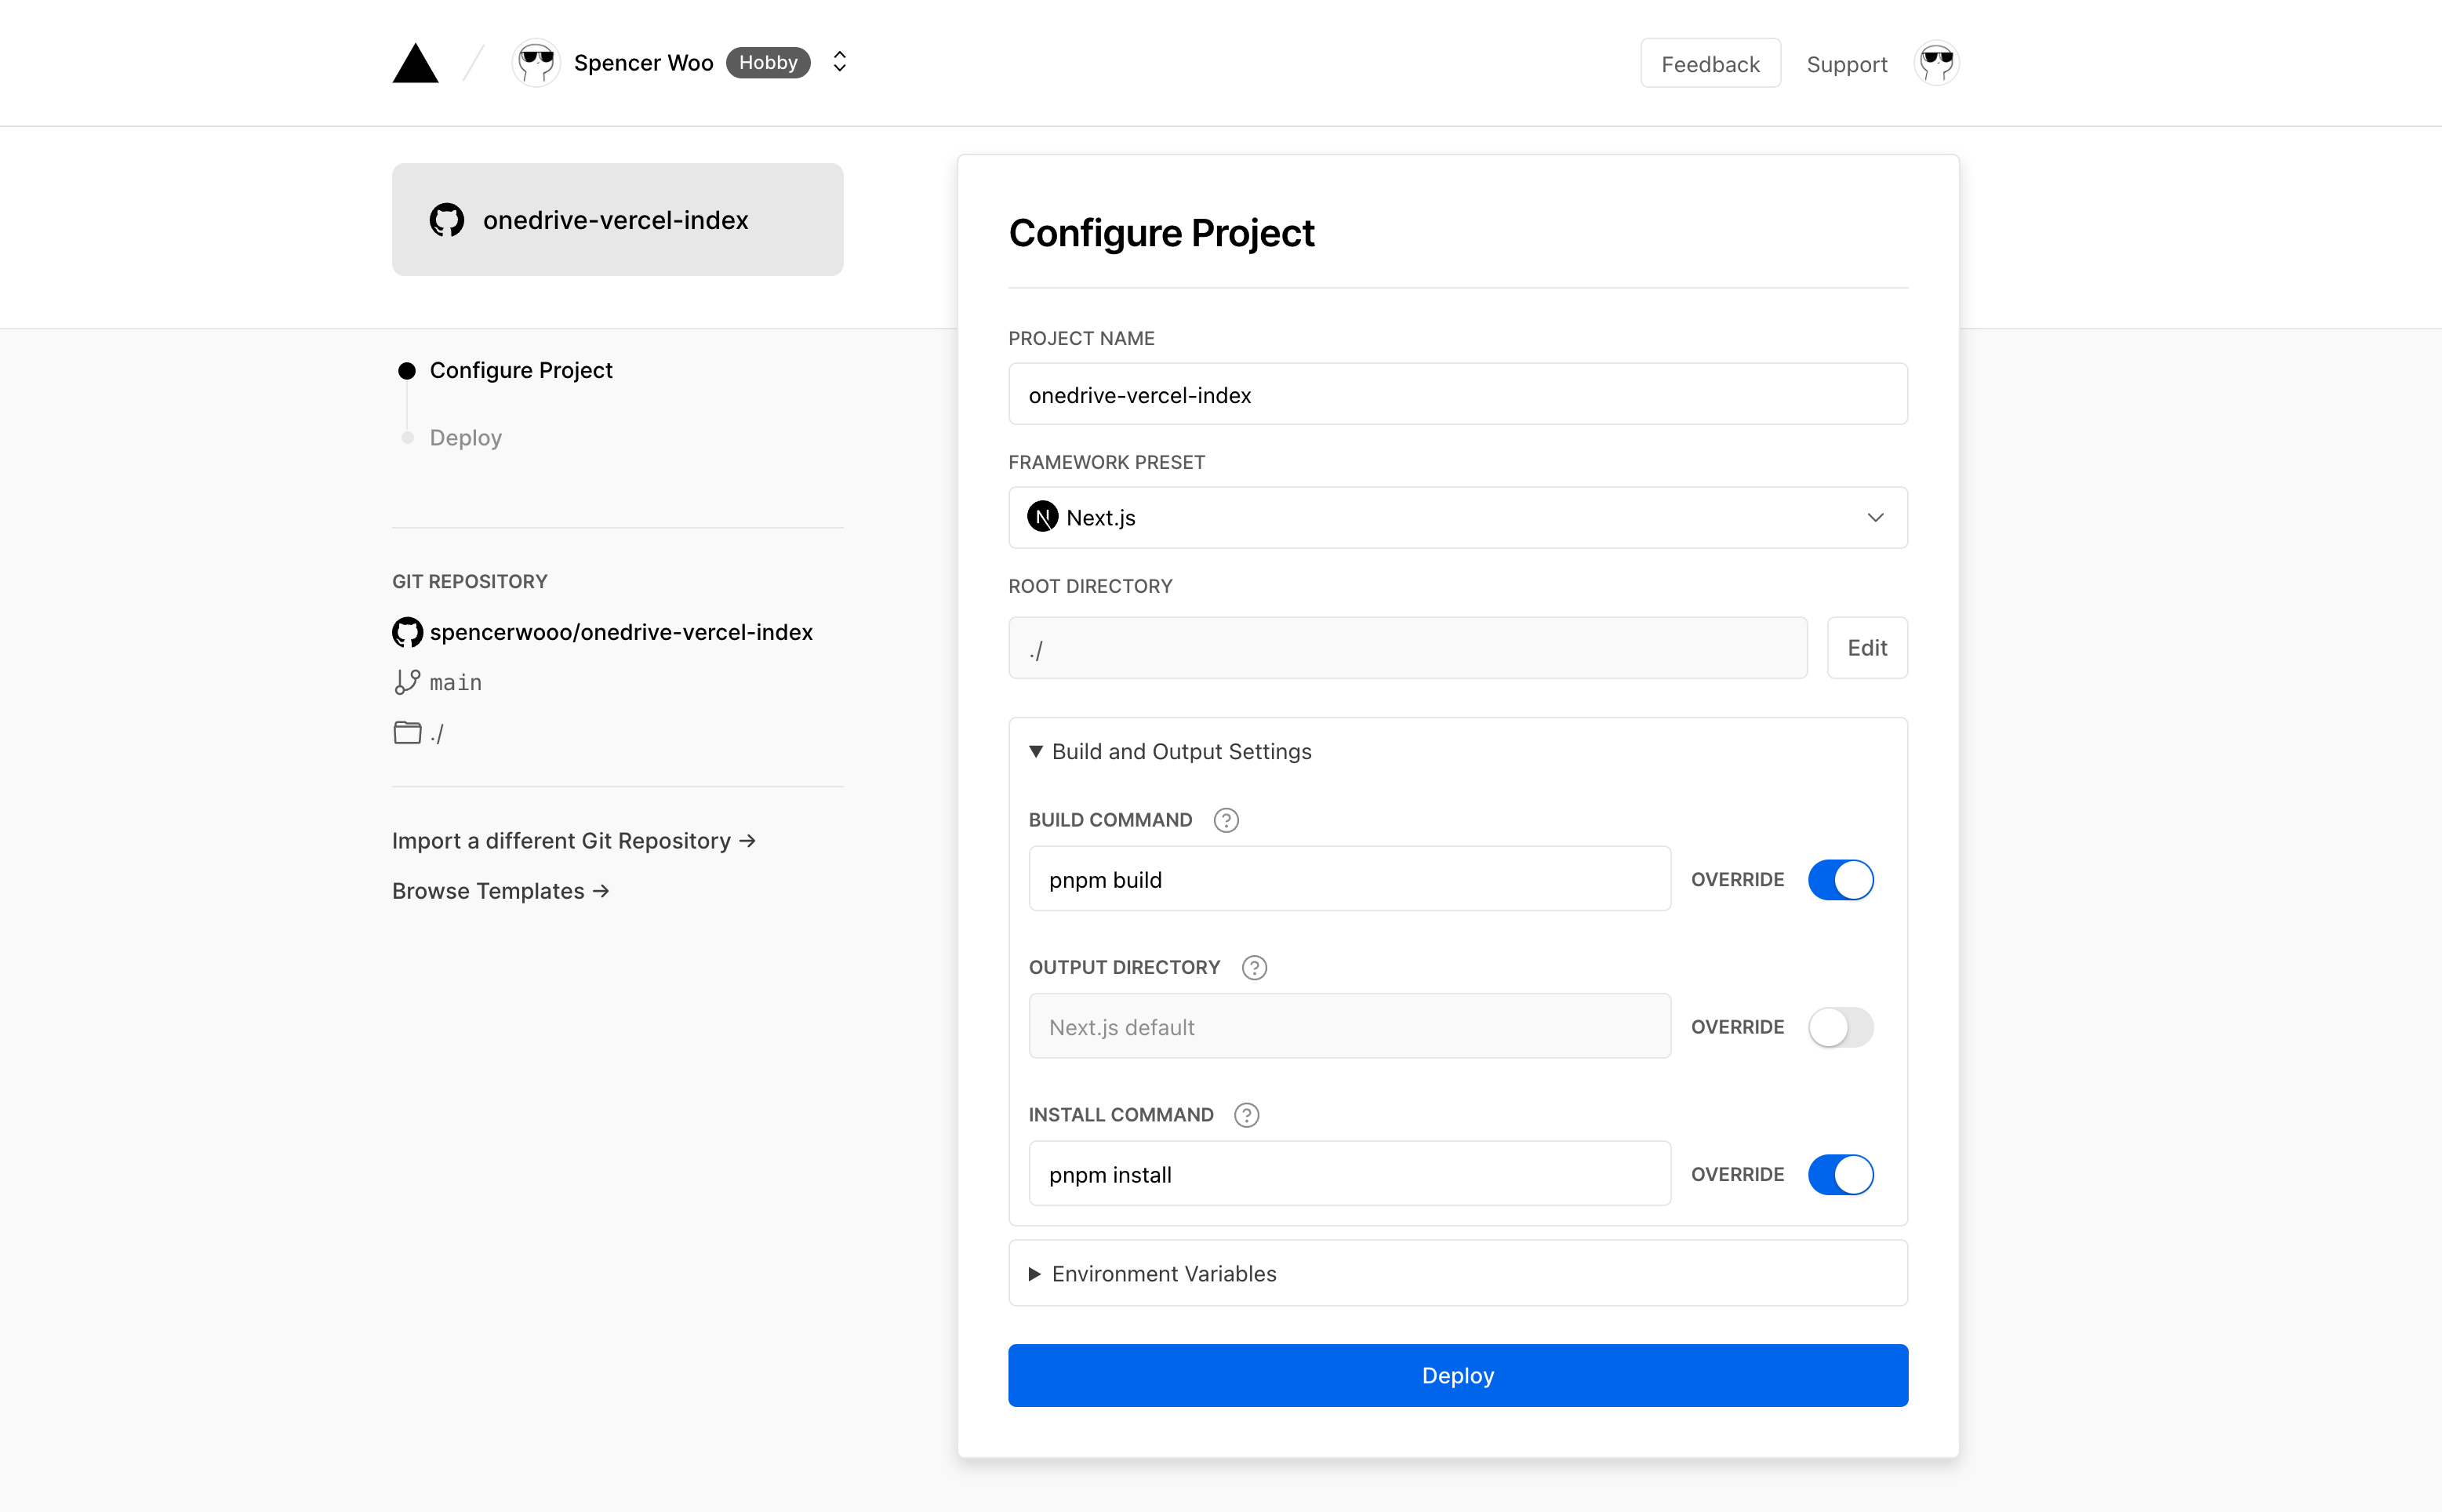 Spencer Woo Hobby
Feedback Support
onedrive-vercel-index
Configure Project
Deploy
GIT REPOSITORY
spencerwooo/onedrive-vercel-index
main
./
Import a different Git Repository →
Browse Templates →
Configure Project
PROJECT NAME
onedrive-vercel-index
FRAMEWORK PRESET
N Next.js
ROOT DIRECTORY
./ Edit
▼ Build and Output Settings
BUILD COMMAND ?
pnpm build OVERRIDE
OUTPUT DIRECTORY ?
Next.js default OVERRIDE
INSTALL COMMAND ?
pnpm install OVERRIDE
▶ Environment Variables
Deploy